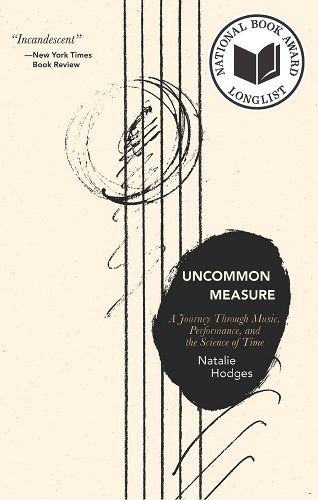 “Incandescent”
—New York Times
Book Review
NATIONAL BOOK AWARD
LONGLIST
UNCOMMON
MEASURE
A Journey Through Music,
Performance, and
the Science of Time
Natalie
Hodges